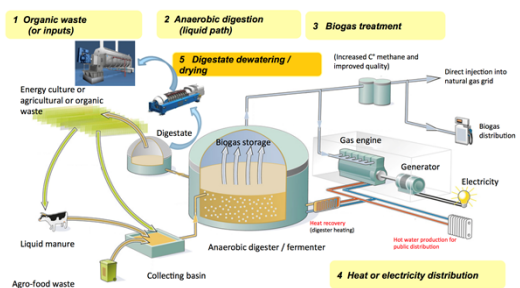 1 Organic waste
(or inputs)
2 Anaerobic digestion
(liquid path)
3 Biogas treatment
5 Digestate dewatering /
drying
(Increased C° methane and
improved quality)
Direct injection into
natural gas grid
Energy culture or
agricultural or organic
waste
Digestate
Biogas storage
Gas engine
Biogas
distribution
Generator
Electricity
Liquid manure
Heat recovery
(digester heating)
Hot water production for
public distribution
Anaerobic digester / fermenter
Collecting basin
Agro-food waste
4 Heat or electricity distribution